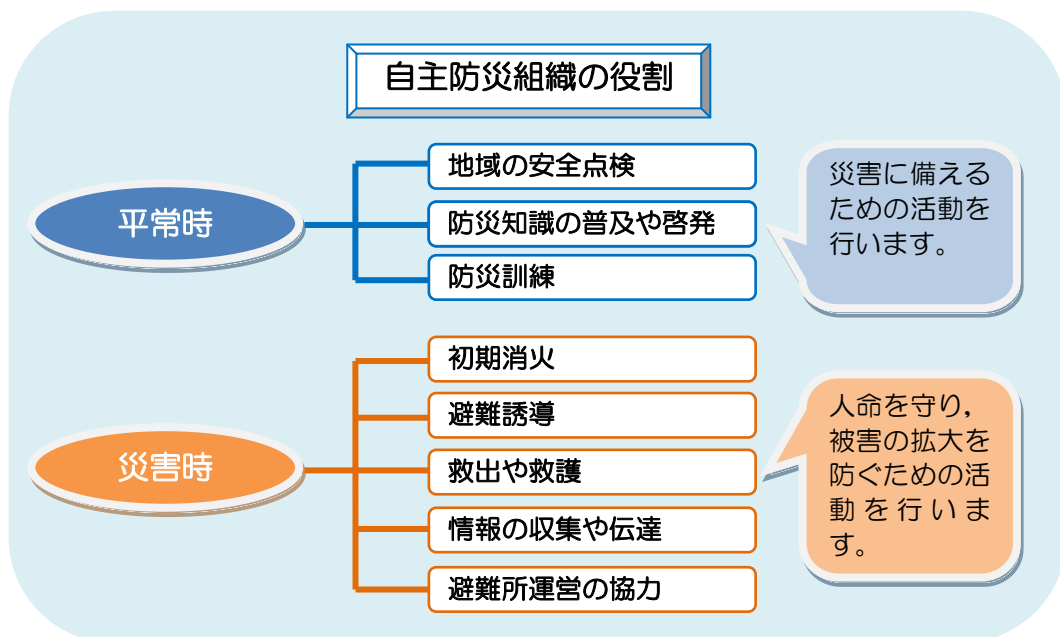 自主防災組織の役割
平常時
地域の安全点検
防災知識の普及や啓発
防災訓練
災害に備える
ための活動を
行います。
災害時
初期消火
避難誘導
救出や救護
情報の収集や伝達
避難所運営の協力
人命を守り，
被害の拡大を
防ぐための活
動を行いま
す。